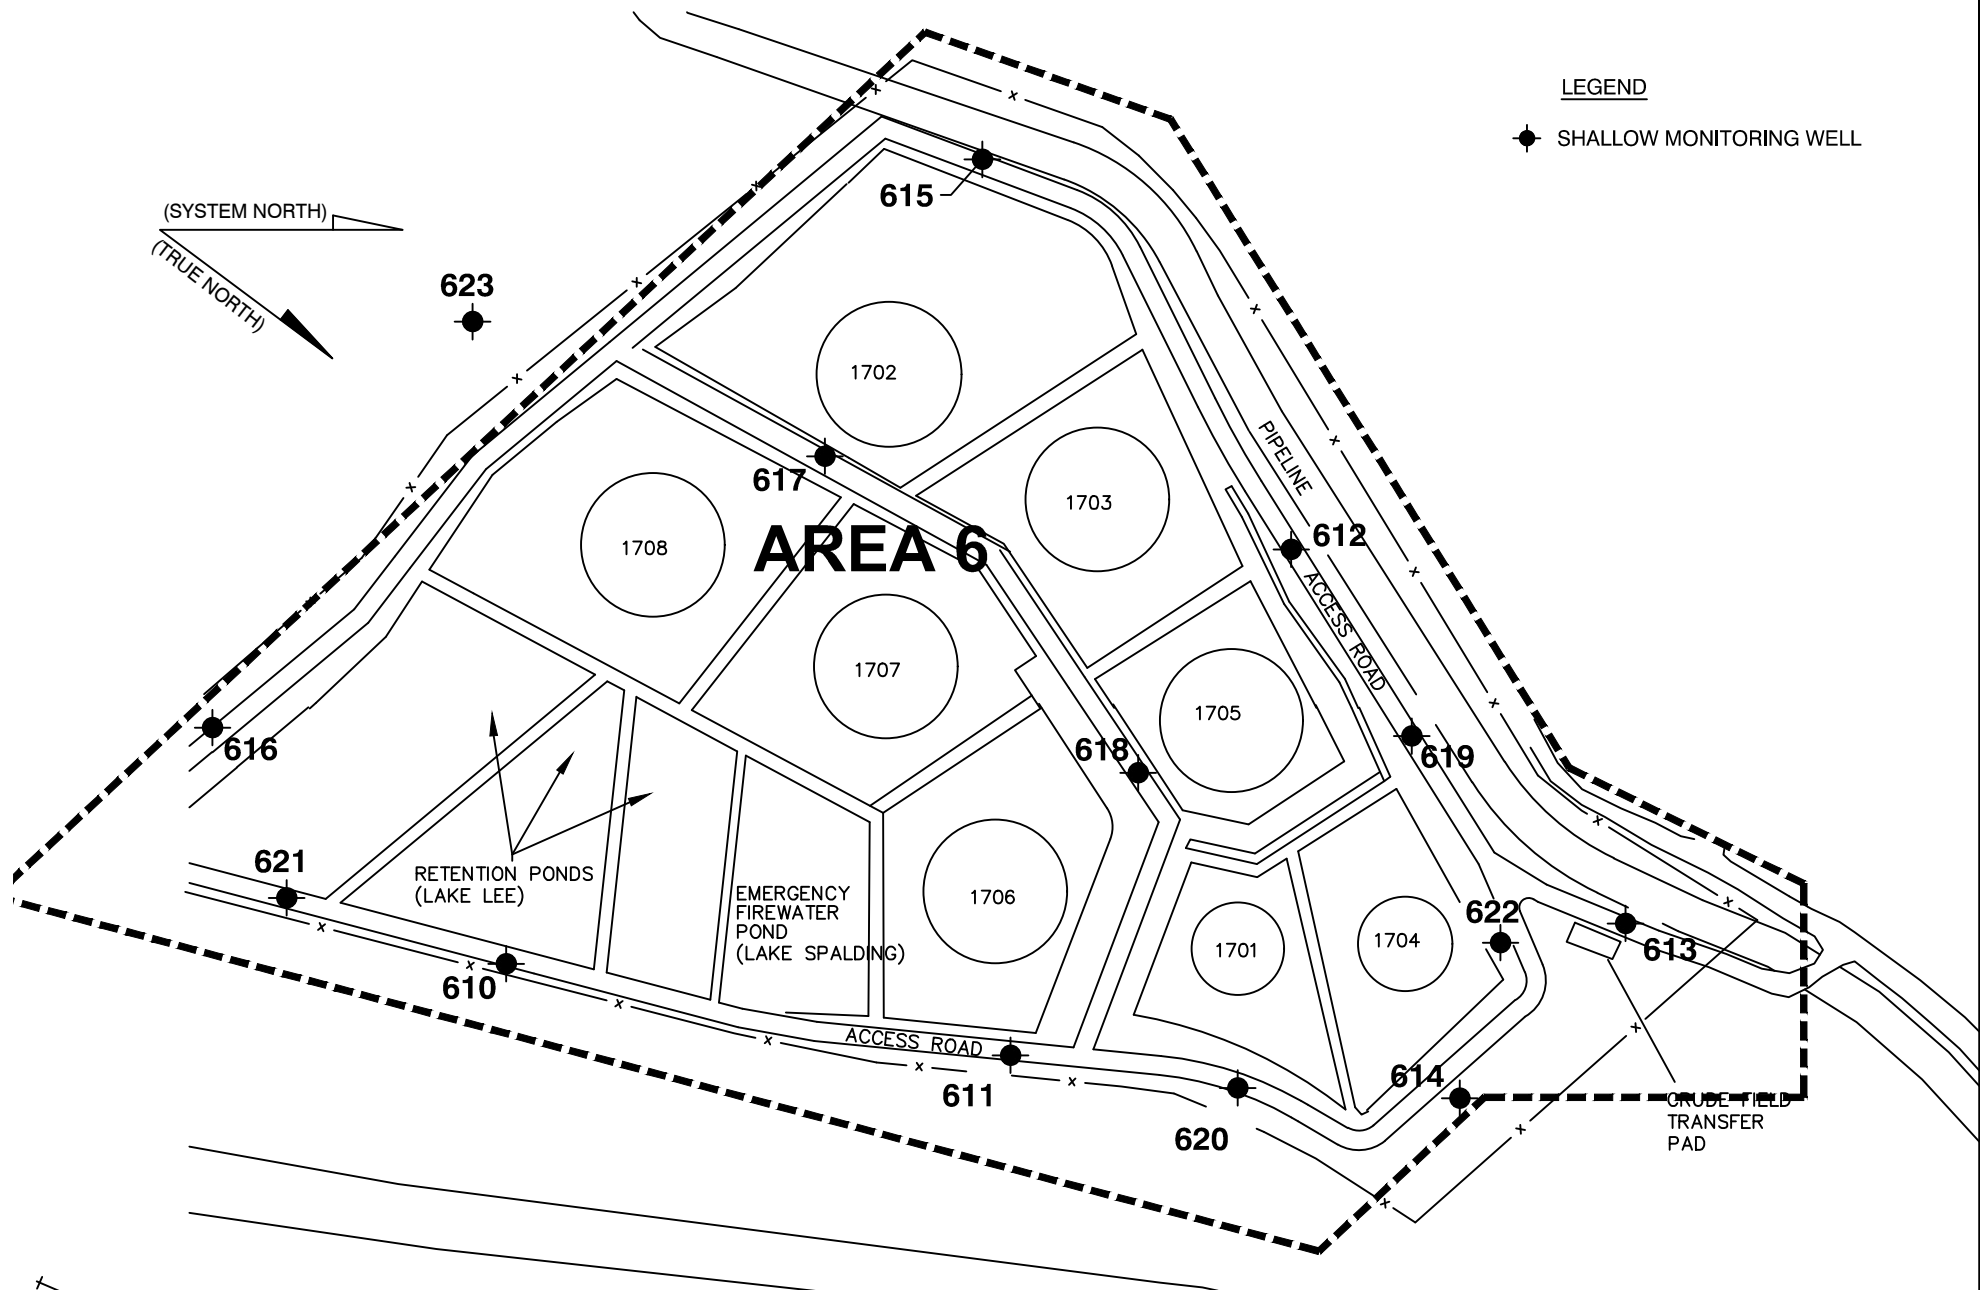 LEGEND
SHALLOW MONITORING WELL
(SYSTEM NORTH)
(TRUE NORTH)
615
623
1702
617
1703
PIPELINE
612
1708
AREA 6
ACCESS ROAD
1707
1705
616
618
619
621
RETENTION PONDS
(LAKE LEE)
EMERGENCY
FIREWATER
POND
(LAKE SPALDING)
1706
622
1701
1704
613
610
ACCESS ROAD
611
614
620
CRUDE FIELD
TRANSFER
PAD